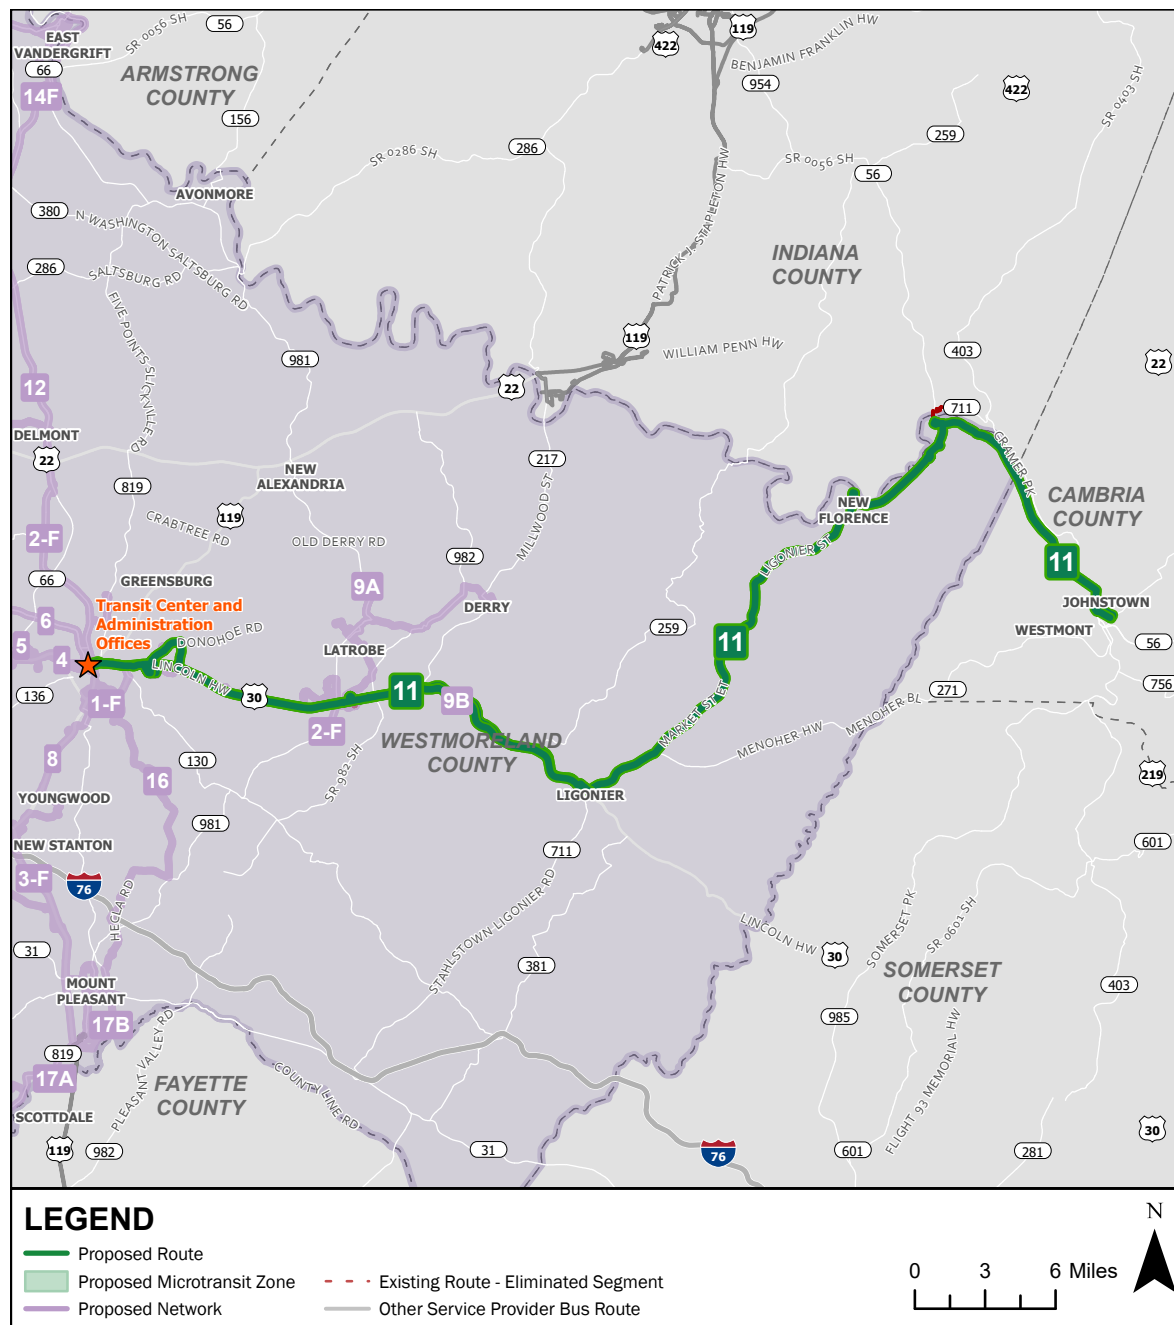 EAST
VANDERGRIFT
SR 0056 SH
56
66
14F
ARMSTRONG
COUNTY
156
422
119
BENJAMIN FRANKLIN HW
954
422
SR 0403 SH
259
SR 0286 SH
286
SR 0056 SH
56
AVONMORE
380
N WASHINGTON SALTSBURG RD
286
SALTSBURG RD
FIVE POINTS SLICKVILLE RD
PATRICK J. STAPLETON HW
INDIANA
COUNTY
119
WILLIAM PENN HW
981
22
403
22
12
711
DELMONT
22
CRAMER PK
NEW
ALEXANDRIA
217
MILLWOOD ST
819
119
CRABTREE RD
NEW
FLORENCE
CAMBRIA
COUNTY
2-F
OLD DERRY RD
982
LIGONIER ST
11
66
GREENSBURG
9A
DERRY
JOHNSTOWN
Transit Center and
Administration
Offices
6
DONOHOE RD
259
WESTMONT
56
5
4
LATROBE
11
LINCOLN HW
136
30
11
9B
271
756
1-F
2-F
MARKET ST ET
MENOHER HW
MENOHER BL
WESTMORELAND
COUNTY
8
130
SR 982 SH
219
16
YOUNGWOOD
LIGONIER
981
NEW STANTON
711
601
3-F
76
HECLA RD
STAHLSTOWN LIGONIER RD
LINCOLN HW
30
SOMERSET PK
SR 0601 SH
31
381
SOMERSET
COUNTY
403
MOUNT
PLEASANT
17B
985
819
PLEASANT VALLEY RD
17A
FAYETTE
COUNTY
COUNTY LINE RD
FLIGHT 93 MEMORIAL HW
SCOTTDALE
119
982
31
76
601
281
30
LEGEND
Proposed Route
Proposed Microtransit Zone
Proposed Network
Existing Route - Eliminated Segment
Other Service Provider Bus Route
0 3 6 Miles
N